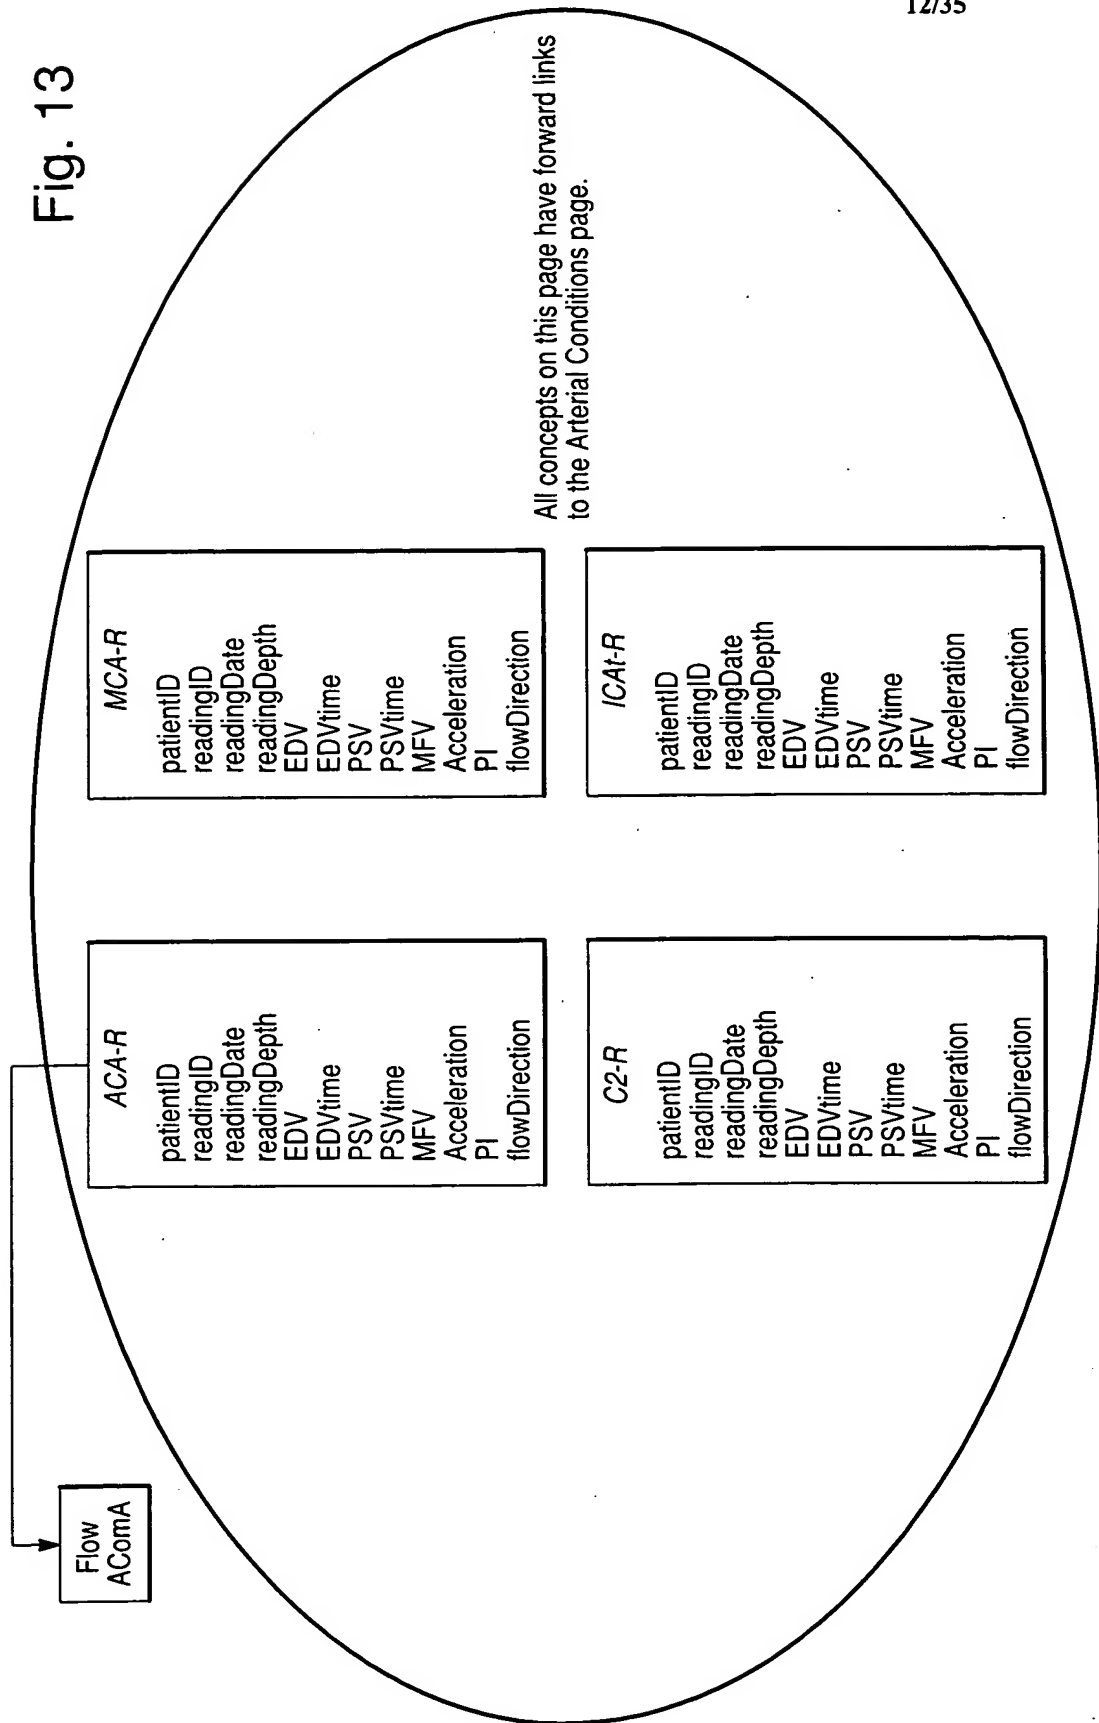 12/35
Fig. 13
Flow
AComA
ACA-R
patientID
readingID
readingDate
readingDepth
EDV
EDVtime
PSV
PSVtime
MFV
Acceleration
PI
flowDirection
MCA-R
patientID
readingID
readingDate
readingDepth
EDV
EDVtime
PSV
PSVtime
MFV
Acceleration
PI
flowDirection
C2-R
patientID
readingID
readingDate
readingDepth
EDV
EDVtime
PSV
PSVtime
MFV
Acceleration
PI
flowDirection
ICAt-R
patientID
readingID
readingDate
readingDepth
EDV
EDVtime
PSV
PSVtime
MFV
Acceleration
PI
flowDirection
All concepts on this page have forward links
to the Arterial Conditions page.